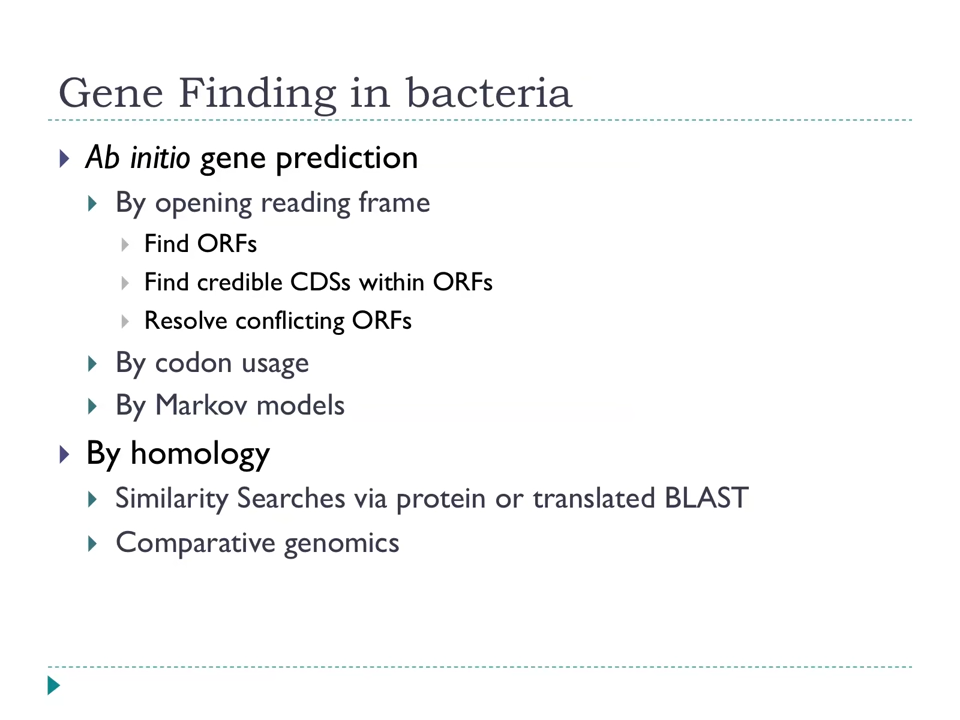 Gene Finding in bacteria
Ab initio gene prediction
By opening reading frame
Find ORFs
Find credible CDSs within ORFs
Resolve conflicting ORFs
By codon usage
By Markov models
By homology
Similarity Searches via protein or translated BLAST
Comparative genomics